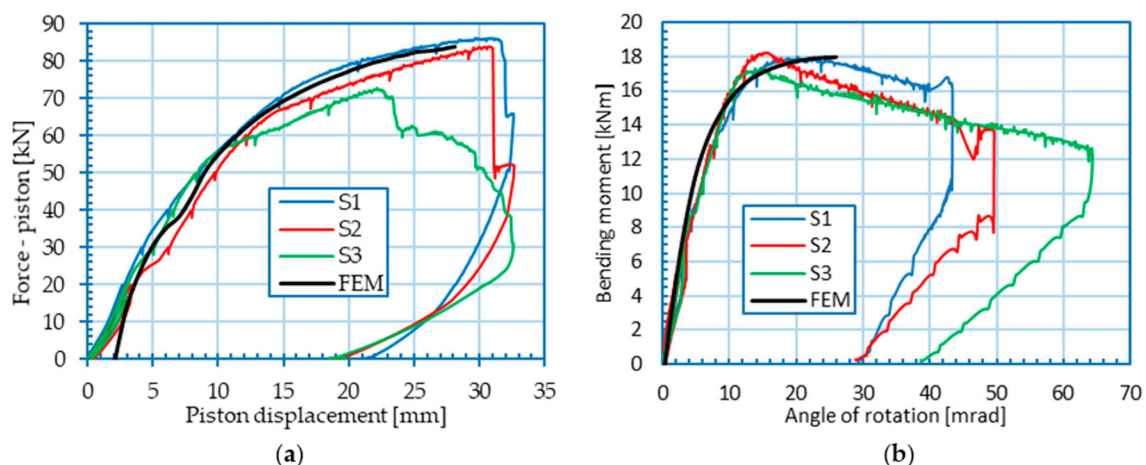 90
80
70
60
50
40
30
20
10
0
Force - piston [kN]
S1
S2
S3
FEM
0 5 10 15 20 25 30 35
Piston displacement [mm]
(a)
20
18
16
14
12
10
8
6
4
2
0
Bending moment [kNm]
S1
S2
S3
FEM
0 10 20 30 40 50 60 70
Angle of rotation [mrad]
(b)